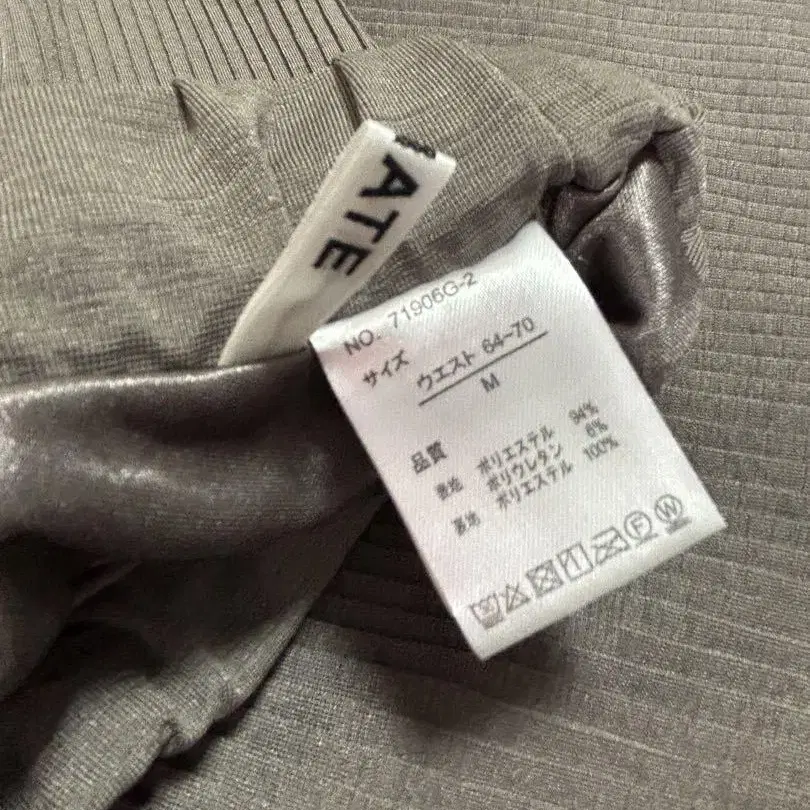 ATE
NO. 71906G-2
サイズ
ウエスト 64-70
M
品質
表地 ポリエステル 94%
ポリウレタン 6%
裏地 ポリエステル 100%
F W